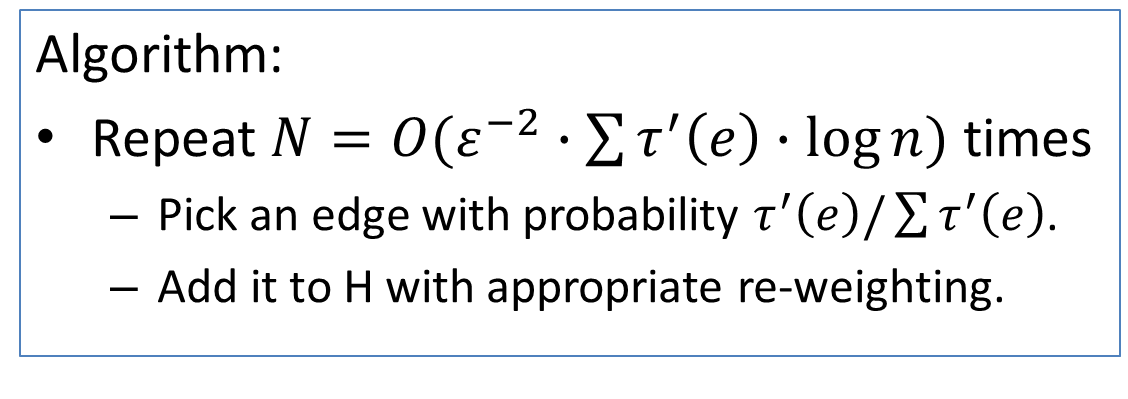 Algorithm:
• Repeat 𝑁 = 𝑂(𝜀⁻² · ∑ 𝜏′(𝑒) · log 𝑛) times
– Pick an edge with probability 𝜏′(𝑒)/ ∑ 𝜏′(𝑒).
– Add it to H with appropriate re-weighting.